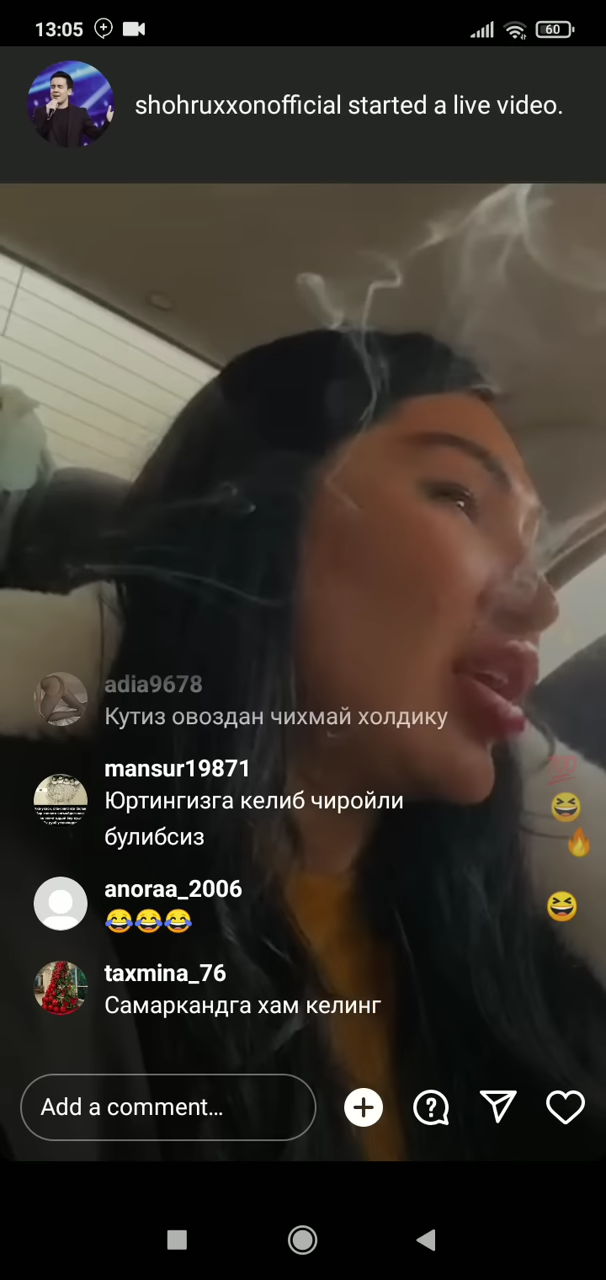 13:05
60
shohruxxonofficial started a live video.
adia9678
Кутиз овоздан чихмай холдику
mansur19871
Юртингизга келиб чиройли
булибсиз
anoraa_2006
😂😂😂
taxmina_76
Самаркандга хам келинг
💯
Add a comment...